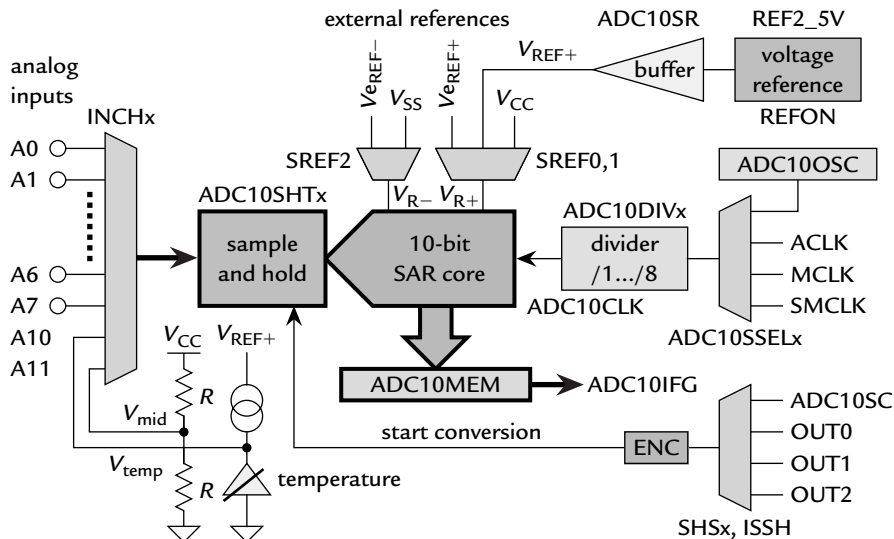 external references
ADC10SR
REF2_5V
analog
inputs
VeREF−
VSS
VeREF+
VCC
VREF+
buffer
voltage
reference
REFON
INCHx
A0
A1
A6
A7
A10
A11
SREF2
SREF0,1
VR−
VR+
ADC10OSC
ADC10SHTx
ADC10DIVx
sample
and hold
10-bit
SAR core
divider
/1.../8
ACLK
MCLK
SMCLK
ADC10CLK
ADC10SSELx
VCC
VREF+
R
Vmid
ADC10MEM
ADC10IFG
ADC10SC
OUT0
OUT1
OUT2
start conversion
ENC
Vtemp
R
temperature
SHSx, ISSH